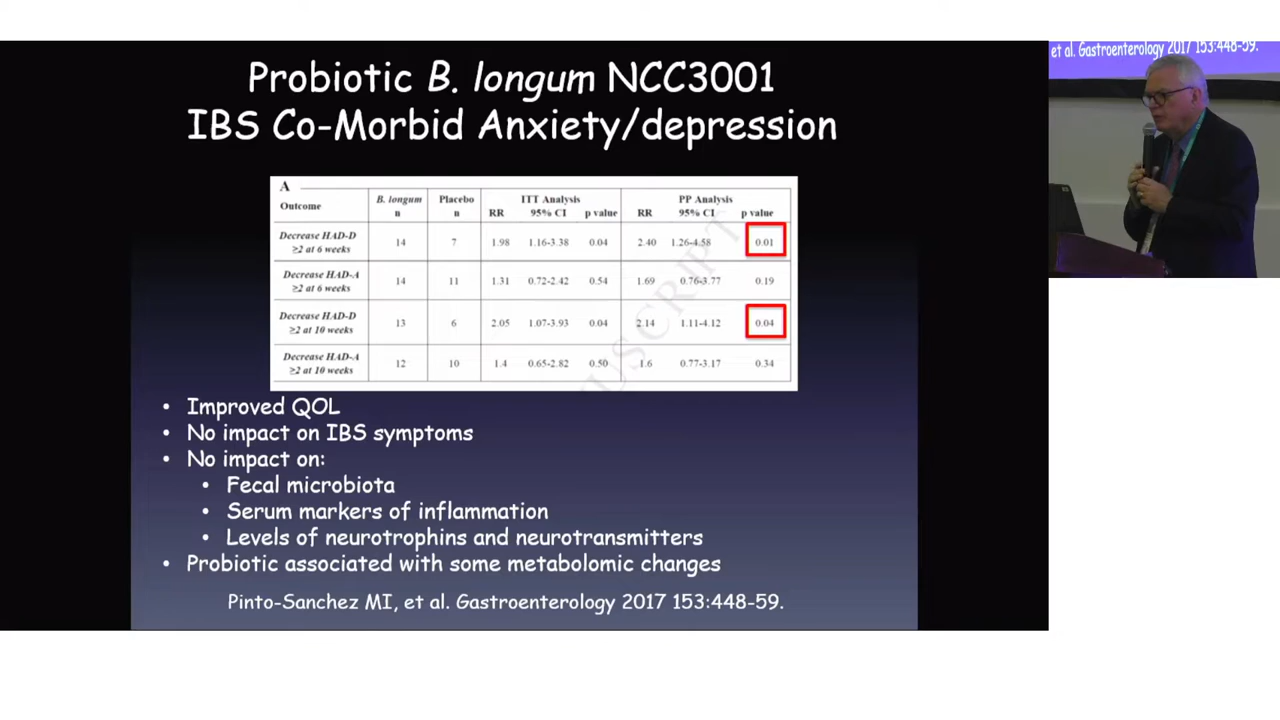 Probiotic B. longum NCC3001
IBS Co-Morbid Anxiety/depression
A
Outcome
B. longum
n
Placebo
n
ITT Analysis
RR 95% CI p value
PP Analysis
RR 95% CI p value
Decrease HAD-D
≥2 at 6 weeks
14 7 1.98 1.16-3.38 0.04 2.40 1.26-4.58 0.01
Decrease HAD-A
≥2 at 6 weeks
14 11 1.31 0.72-2.42 0.54 1.69 0.76-3.77 0.19
Decrease HAD-D
≥2 at 10 weeks
13 6 2.05 1.07-3.93 0.04 2.14 1.11-4.12 0.04
Decrease HAD-A
≥2 at 10 weeks
12 10 1.4 0.65-2.82 0.50 1.6 0.77-3.17 0.34
• Improved QOL
• No impact on IBS symptoms
• No impact on:
• Fecal microbiota
• Serum markers of inflammation
• Levels of neurotrophins and neurotransmitters
• Probiotic associated with some metabolomic changes
Pinto-Sanchez MI, et al. Gastroenterology 2017 153:448-59.
et al. Gastroenterology 2017 153:448-59.